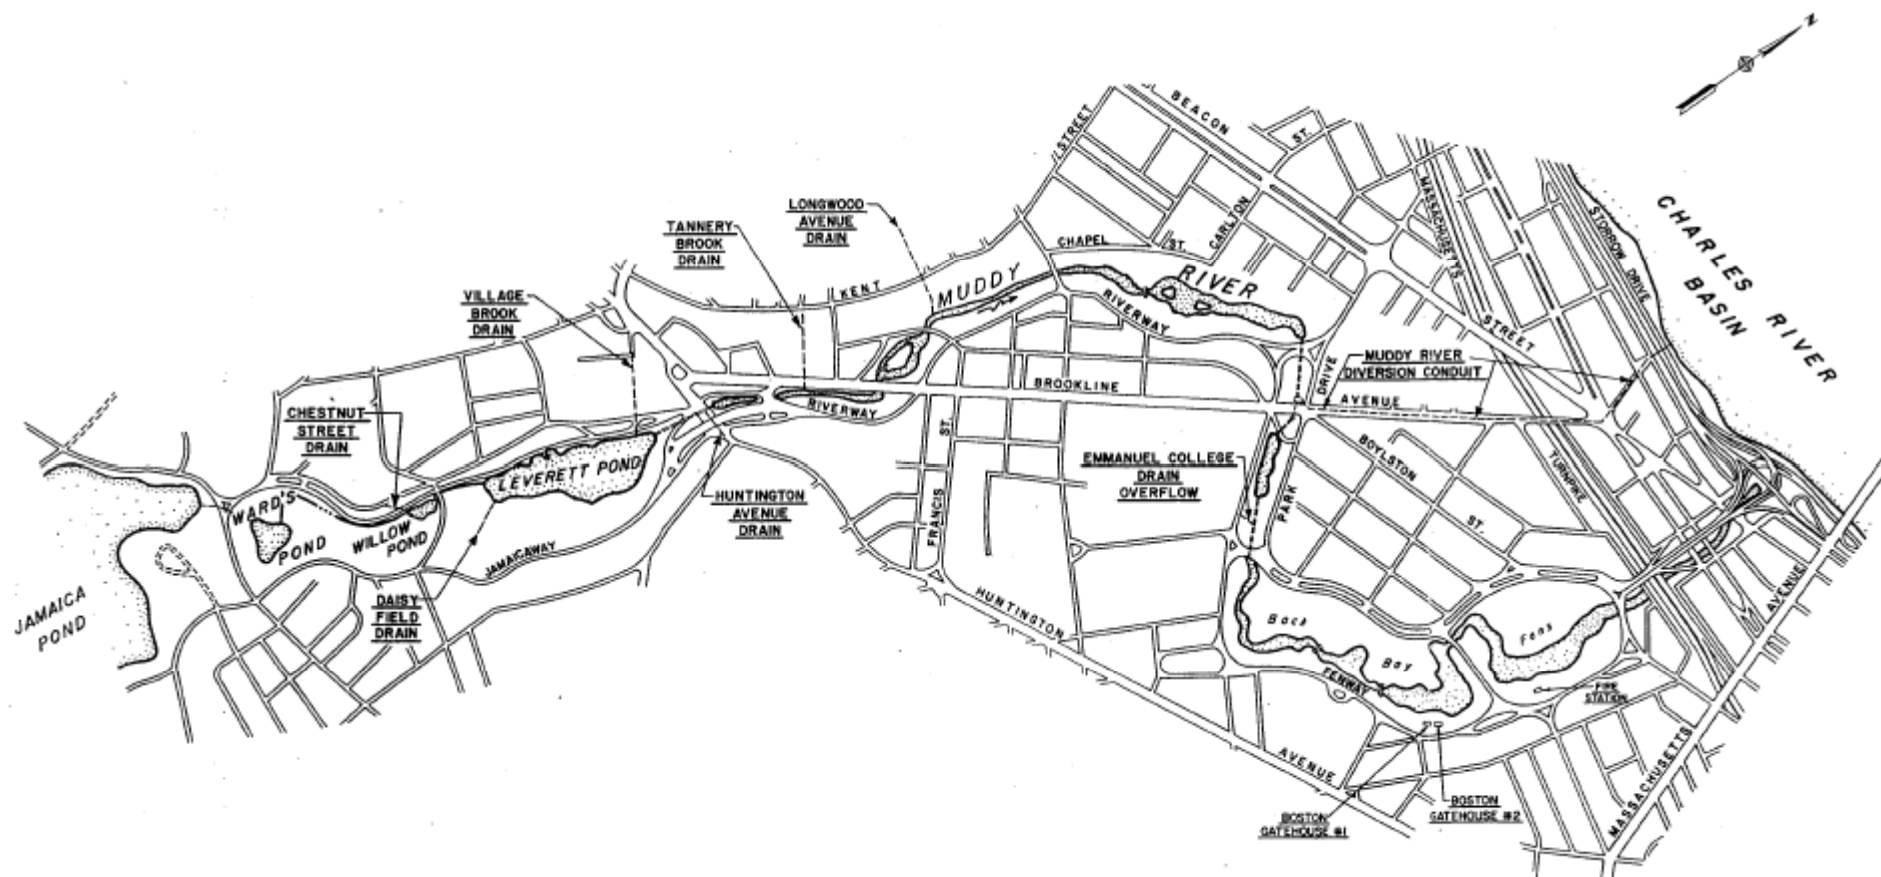 N
BEACON
ST.
STREET
MASSACHUSETTS
STORROW DRIVE
CHARLES RIVER
BASIN
LONGWOOD
AVENUE
DRAIN
TANNERY
BROOK
DRAIN
CARLTON
CHAPEL ST.
KENT
MUDDY
RIVER
RIVERWAY
VILLAGE
BROOK
DRAIN
STREET
MUDDY RIVER
DIVERSION CONDUIT
DRIVE
BROOKLINE
AVENUE
RIVERWAY
CHESTNUT
STREET
DRAIN
LEVERETT POND
ST.
BOYLSTON
ST.
EMMANUEL COLLEGE
DRAIN
OVERFLOW
TURNPIKE
HUNTINGTON
AVENUE
DRAIN
PARK
FRANCIS
WARD'S
POND
WILLOW
POND
JAMAICAWAY
JAMAICA
POND
DAISY
FIELD
DRAIN
HUNTINGTON
AVENUE
Back
Bay
Fens
FENWAY
FIRE
STATION
AVENUE
MASSACHUSETTS
BOSTON
GATEHOUSE #1
BOSTON
GATEHOUSE #2